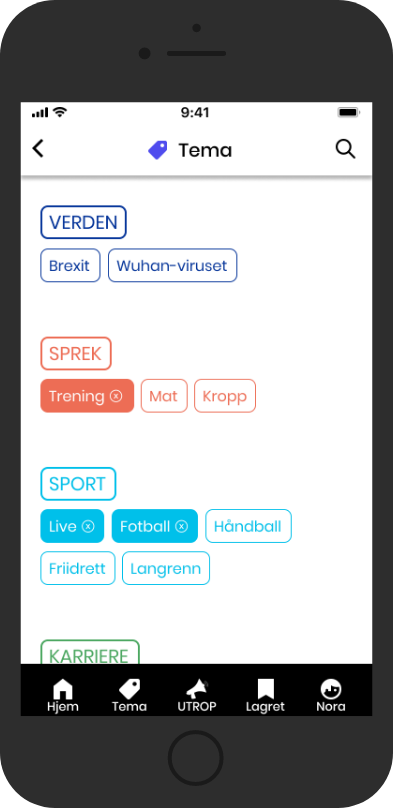 9:41
Tema
VERDEN
Brexit Wuhan-viruset
SPREK
Trening Mat Kropp
SPORT
Live Fotball Håndball
Friidrett Langrenn
KARRIERE
Hjem Tema UTROP Lagret Nora